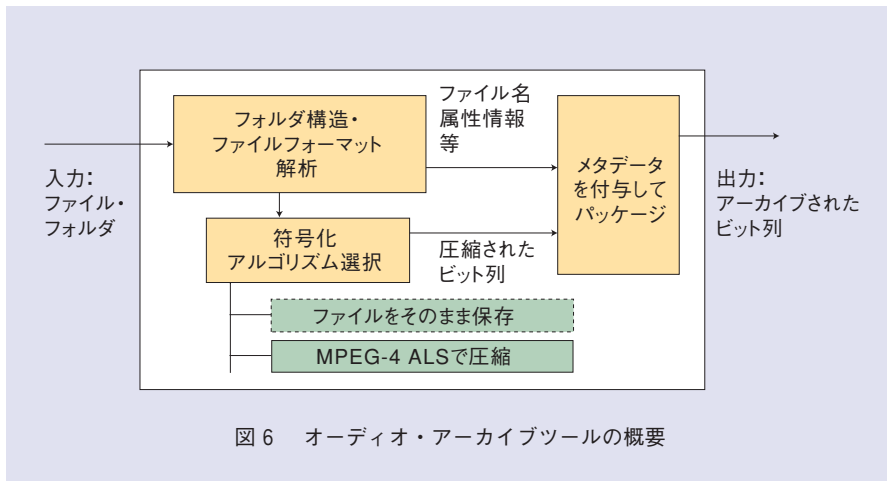 入力：
ファイル・
フォルダ
フォルダ構造・
ファイルフォーマット
解析
ファイル名
属性情報
等
符号化
アルゴリズム選択
圧縮された
ビット列
メタデータ
を付与して
パッケージ
出力：
アーカイブされた
ビット列
ファイルをそのまま保存
MPEG-4 ALSで圧縮
図6 オーディオ・アーカイブツールの概要